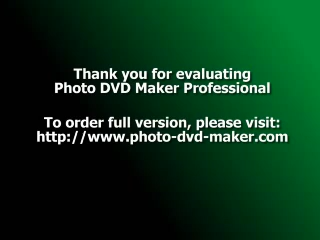 Thank you for evaluating
Photo DVD Maker Professional
To order full version, please visit:
http://www.photo-dvd-maker.com